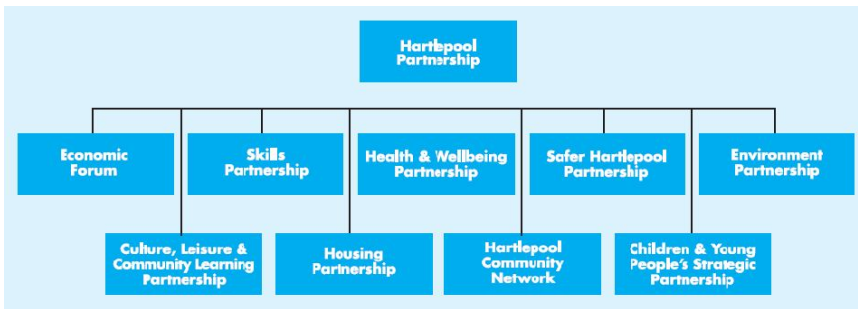 Hartlepool
Partnership
Economic
Forum
Skills
Partnership
Health & Wellbeing
Partnership
Safer Hartlepool
Partnership
Environment
Partnership
Culture, Leisure &
Community Learning
Partnership
Housing
Partnership
Hartlepool
Community
Network
Children & Young
People's Strategic
Partnership